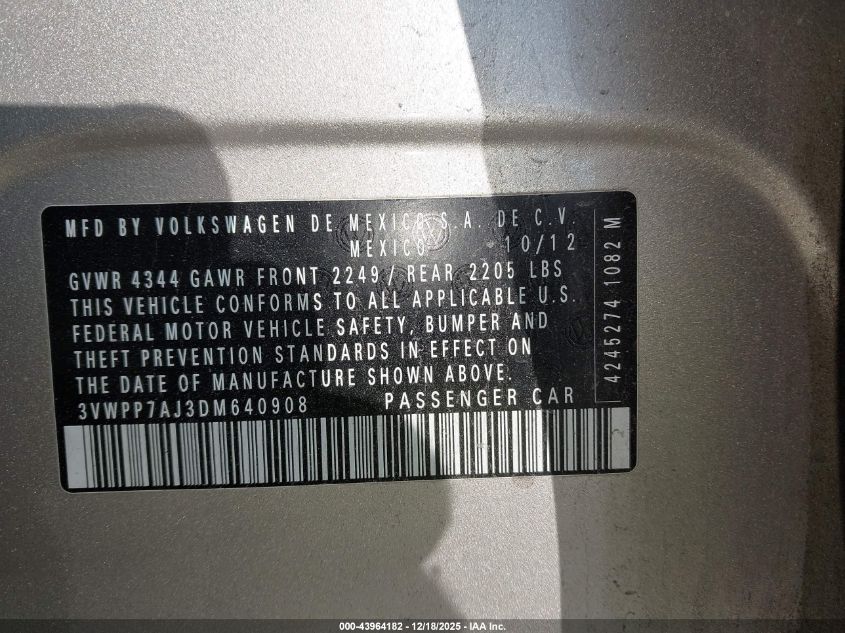 MFD BY VOLKSWAGEN DE MEXICO S.A. DE C.V.
MEXICO 10/12
GVWR 4344 GAWR FRONT 2249 REAR 2205 LBS
THIS VEHICLE CONFORMS TO ALL APPLICABLE U.S.
FEDERAL MOTOR VEHICLE SAFETY, BUMPER AND
THEFT PREVENTION STANDARDS IN EFFECT ON
THE DATE OF MANUFACTURE SHOWN ABOVE.
3VWPP7AJ3DM640908 PASSENGER CAR
42452741082 M
000-43964182 - 12/18/2025 - IAA Inc.